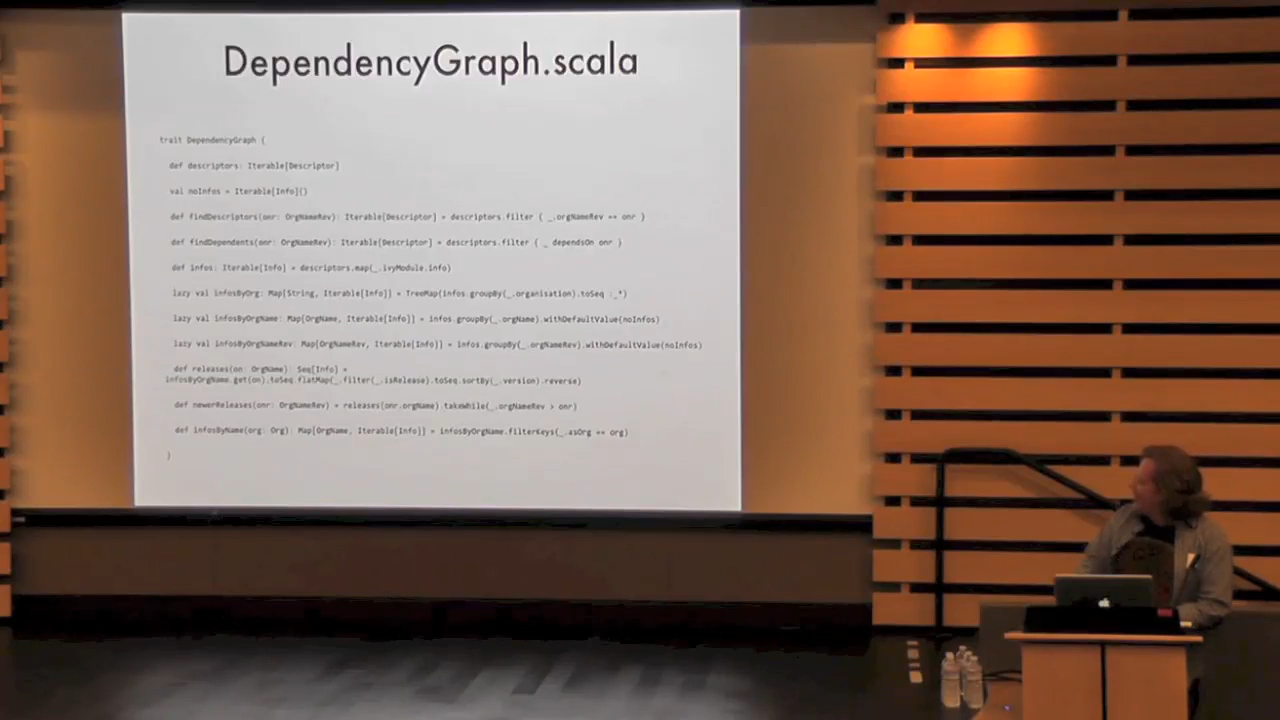 DependencyGraph.scala
trait DependencyGraph {
def descriptors: Iterable[Descriptor]
val noInfos = Iterable[Info]()
def findDescriptors(onr: OrgNameRev): Iterable[Descriptor] = descriptors.filter { _.orgNameRev == onr }
def findDependents(onr: OrgNameRev): Iterable[Descriptor] = descriptors.filter { _ dependsOn onr }
def infos: Iterable[Info] = descriptors.map(_.ivyModule.info)
lazy val infosByOrg: Map[String, Iterable[Info]] = TreeMap(infos.groupBy(_.organisation).toSeq :_*)
lazy val infosByOrgName: Map[OrgName, Iterable[Info]] = infos.groupBy(_.orgName).withDefaultValue(noInfos)
lazy val infosByOrgNameRev: Map[OrgNameRev, Iterable[Info]] = infos.groupBy(_.orgNameRev).withDefaultValue(noInfos)
def releases(on: OrgName): Seq[Info] =
infosByOrgName.get(on).toSeq.flatMap(_.filter(_.isRelease).toSeq.sortBy(_.version).reverse)
def newerReleases(onr: OrgNameRev) = releases(onr.orgName).takeWhile(_.orgNameRev > onr)
def infosByName(org: Org): Map[OrgName, Iterable[Info]] = infosByOrgName.filterKeys(_.asOrg == org)
}